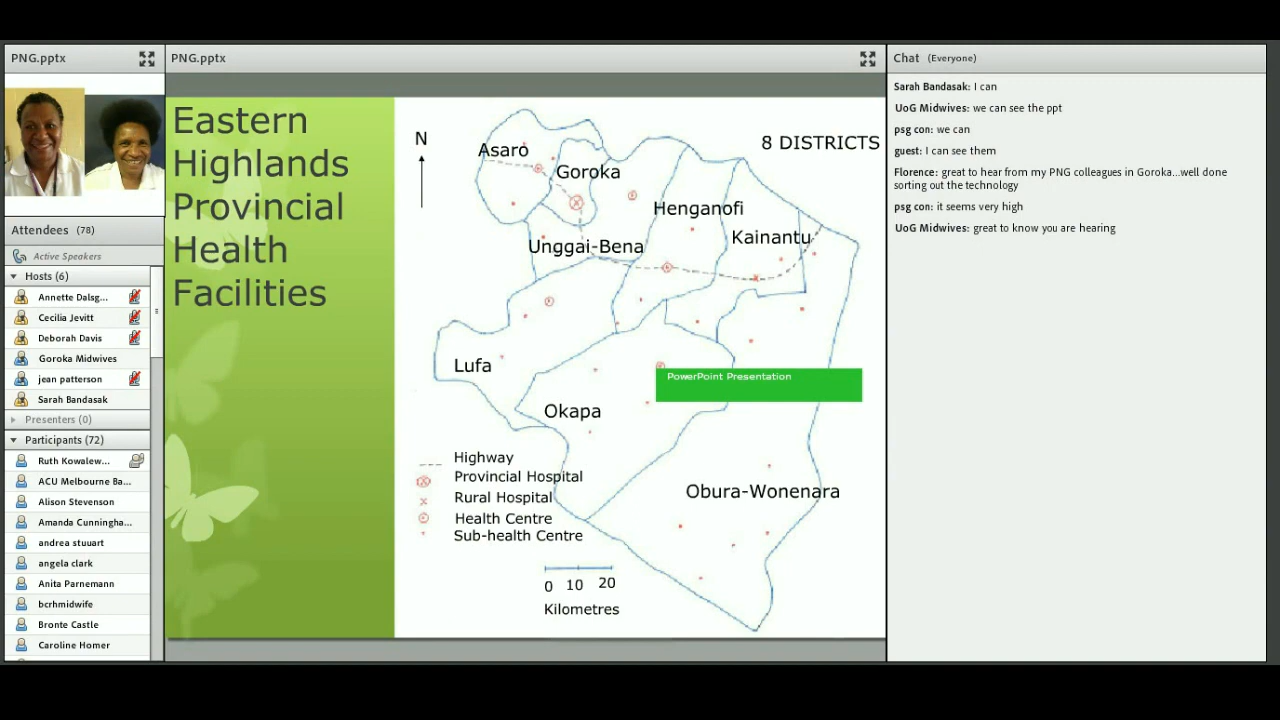 PNG.pptx
PNG.pptx
Chat (Everyone)
Attendees (78)
Active Speakers
Hosts (6)
Annette Dalsg...
Cecilia Jevitt
Deborah Davis
Goroka Midwives
jean patterson
Sarah Bandasak
Presenters (0)
Participants (72)
Ruth Kowalew...
ACU Melbourne Ba...
Alison Stevenson
Amanda Cunningha...
andrea stuuart
angela clark
Anita Parnemann
bcrhmidwife
Bronte Castle
Caroline Homer
Eastern
Highlands
Provincial
Health
Facilities
N
8 DISTRICTS
Asaro
Goroka
Henganofi
Kainantu
Unggai-Bena
Lufa
PowerPoint Presentation
Okapa
Obura-Wonenara
Highway
Provincial Hospital
Rural Hospital
Health Centre
Sub-health Centre
0 10 20
Kilometres
Sarah Bandasak: I can
UoG Midwives: we can see the ppt
psg con: we can
guest: I can see them
Florence: great to hear from my PNG colleagues in Goroka...well done
sorting out the technology
psg con: it seems very high
UoG Midwives: great to know you are hearing